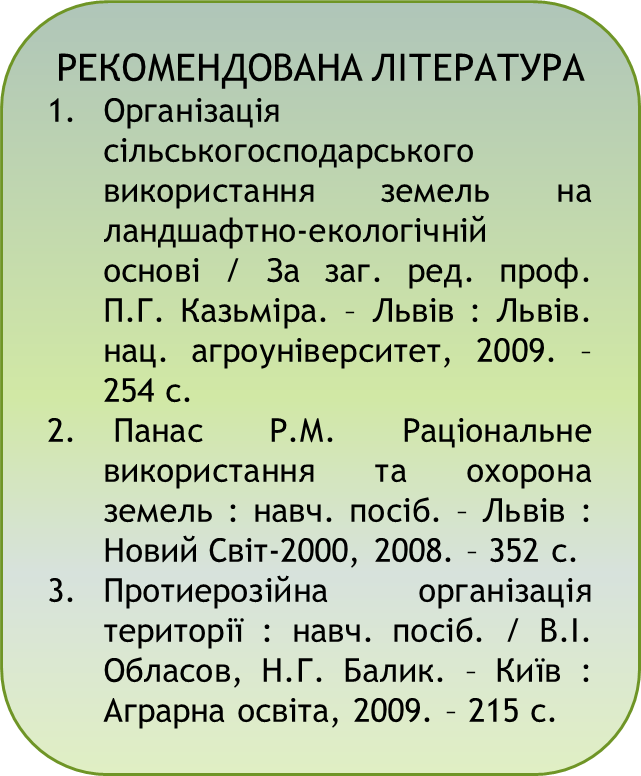 РЕКОМЕНДОВАНА ЛІТЕРАТУРА
1. Організація
сільськогосподарського
використання земель на
ландшафтно-екологічній
основі / За заг. ред. проф.
П.Г. Казьміра. – Львів : Львів.
нац. агроуніверситет, 2009. –
254 с.
2. Панас Р.М. Раціональне
використання та охорона
земель : навч. посіб. – Львів :
Новий Світ-2000, 2008. – 352 с.
3. Протиерозійна організація
території : навч. посіб. / В.І.
Обласов, Н.Г. Балик. – Київ :
Аграрна освіта, 2009. – 215 с.